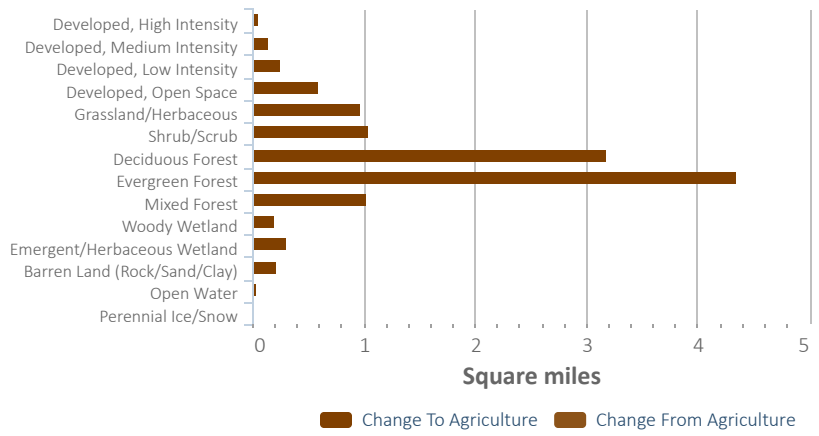 Developed, High Intensity
Developed, Medium Intensity
Developed, Low Intensity
Developed, Open Space
Grassland/Herbaceous
Shrub/Scrub
Deciduous Forest
Evergreen Forest
Mixed Forest
Woody Wetland
Emergent/Herbaceous Wetland
Barren Land (Rock/Sand/Clay)
Open Water
Perennial Ice/Snow
0 1 2 3 4 5
Square miles
Change To Agriculture Change From Agriculture